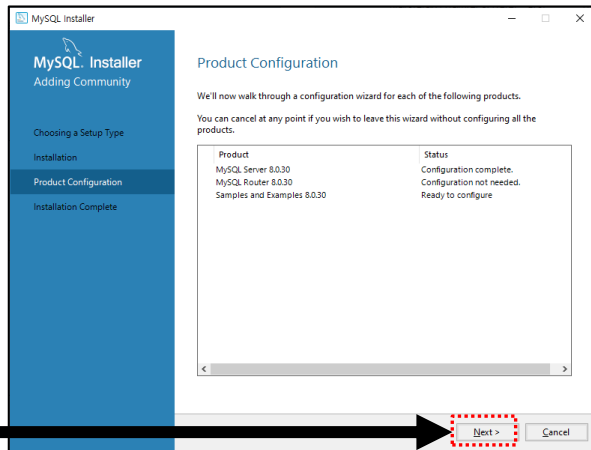 MySQL Installer
MySQL. Installer
Adding Community
Choosing a Setup Type
Installation
Product Configuration
Installation Complete
Product Configuration
We'll now walk through a configuration wizard for each of the following products.
You can cancel at any point if you wish to leave this wizard without configuring all the
products.
Product Status
MySQL Server 8.0.30 Configuration complete.
MySQL Router 8.0.30 Configuration not needed.
Samples and Examples 8.0.30 Ready to configure
Next > Cancel